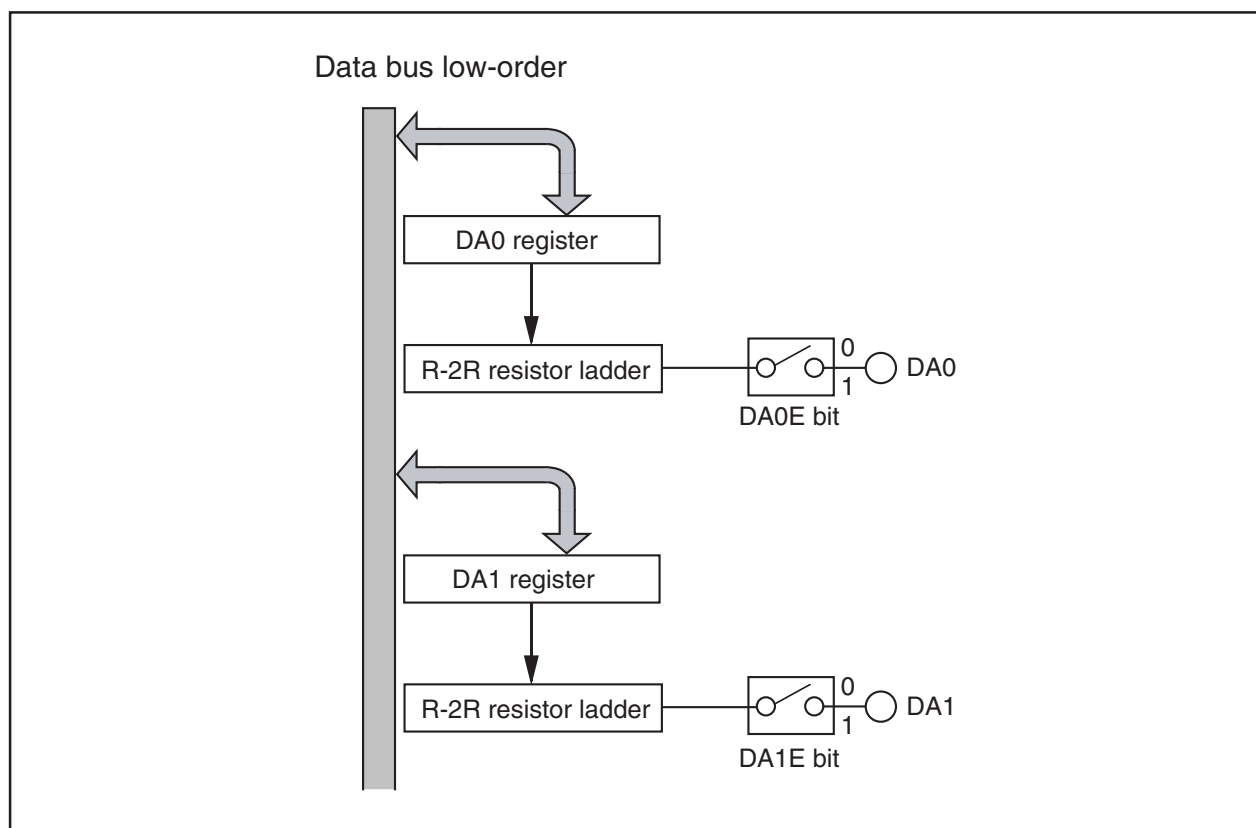 Data bus low-order
DA0 register
R-2R resistor ladder
0
1
DA0
DA0E bit
DA1 register
R-2R resistor ladder
0
1
DA1
DA1E bit